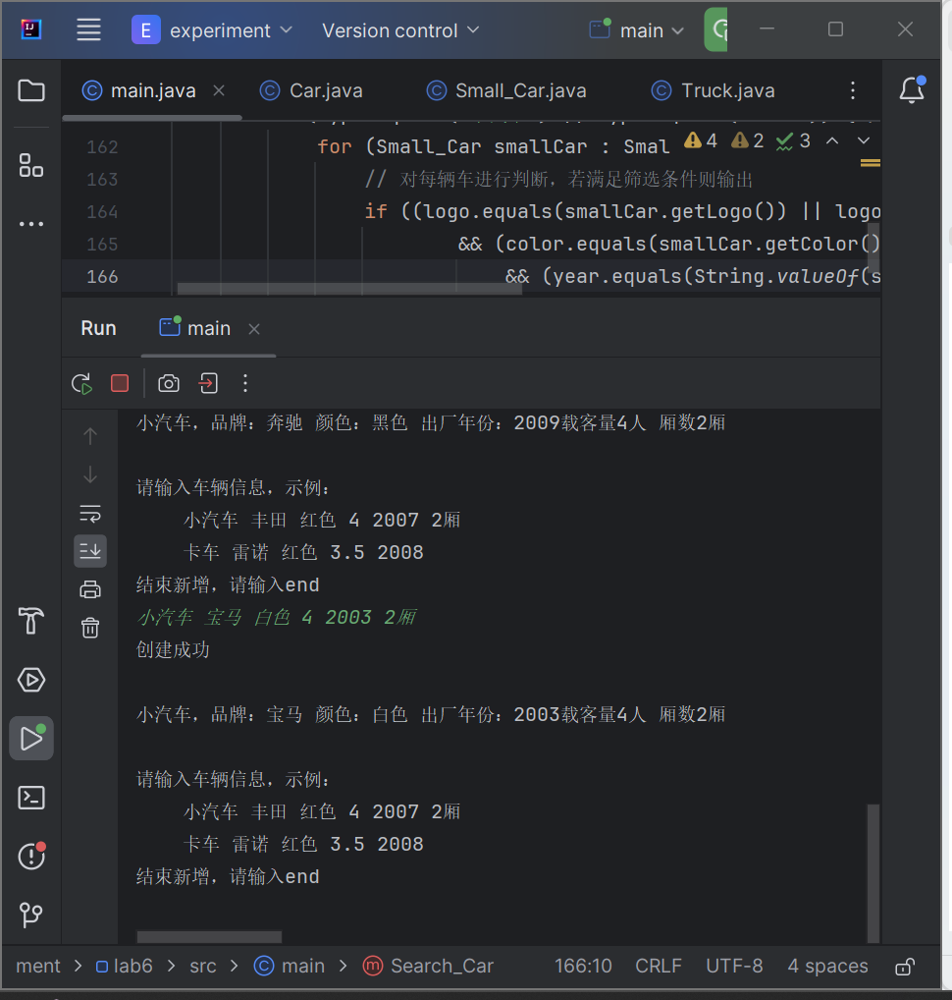 E experiment Version control main
main.java Car.java Small_Car.java Truck.java
162 for (Small_Car smallCar : Smal 4 2 3
163 // 对每辆车进行判断，若满足筛选条件则输出
164 if ((logo.equals(smallCar.getLogo()) || logo
165 && (color.equals(smallCar.getColor()
166 && (year.equals(String.valueOf(s
Run main
小汽车，品牌：奔驰 颜色：黑色 出厂年份：2009载客量4人 厢数2厢
请输入车辆信息，示例：
小汽车 丰田 红色 4 2007 2厢
卡车 雷诺 红色 3.5 2008
结束新增，请输入end
小汽车 宝马 白色 4 2003 2厢
创建成功
小汽车，品牌：宝马 颜色：白色 出厂年份：2003载客量4人 厢数2厢
请输入车辆信息，示例：
小汽车 丰田 红色 4 2007 2厢
卡车 雷诺 红色 3.5 2008
结束新增，请输入end
ment > lab6 > src > main > Search_Car 166:10 CRLF UTF-8 4 spaces